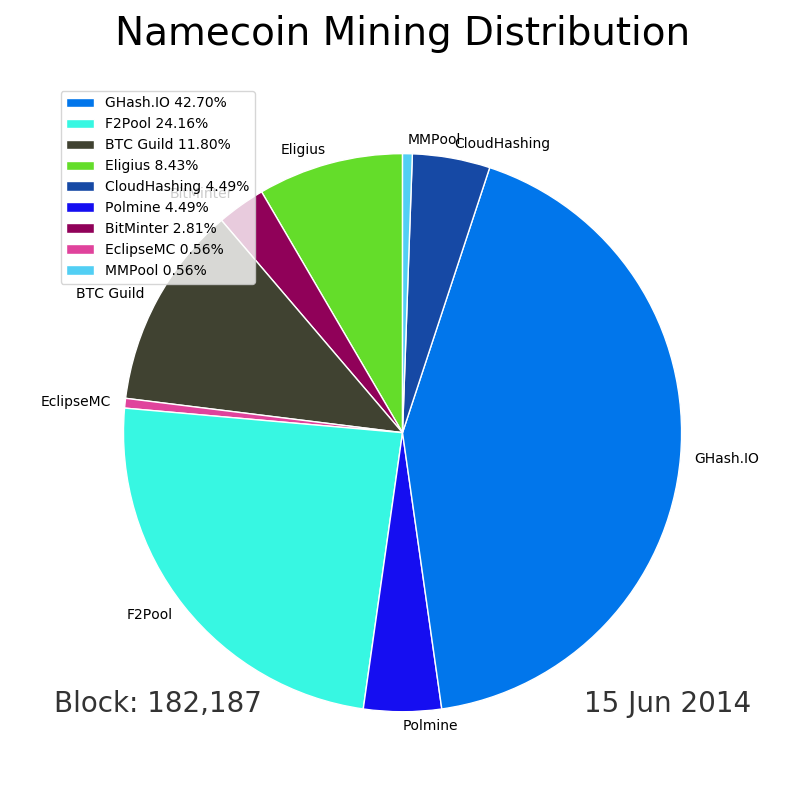 Namecoin Mining Distribution
GHash.IO 42.70%
F2Pool 24.16%
BTC Guild 11.80%
Eligius 8.43%
CloudHashing 4.49%
Polmine 4.49%
BitMinter 2.81%
EclipseMC 0.56%
MMPool 0.56%
MMPool
CloudHashing
Eligius
BitMinter
BTC Guild
EclipseMC
GHash.IO
F2Pool
Polmine
Block: 182,187
15 Jun 2014